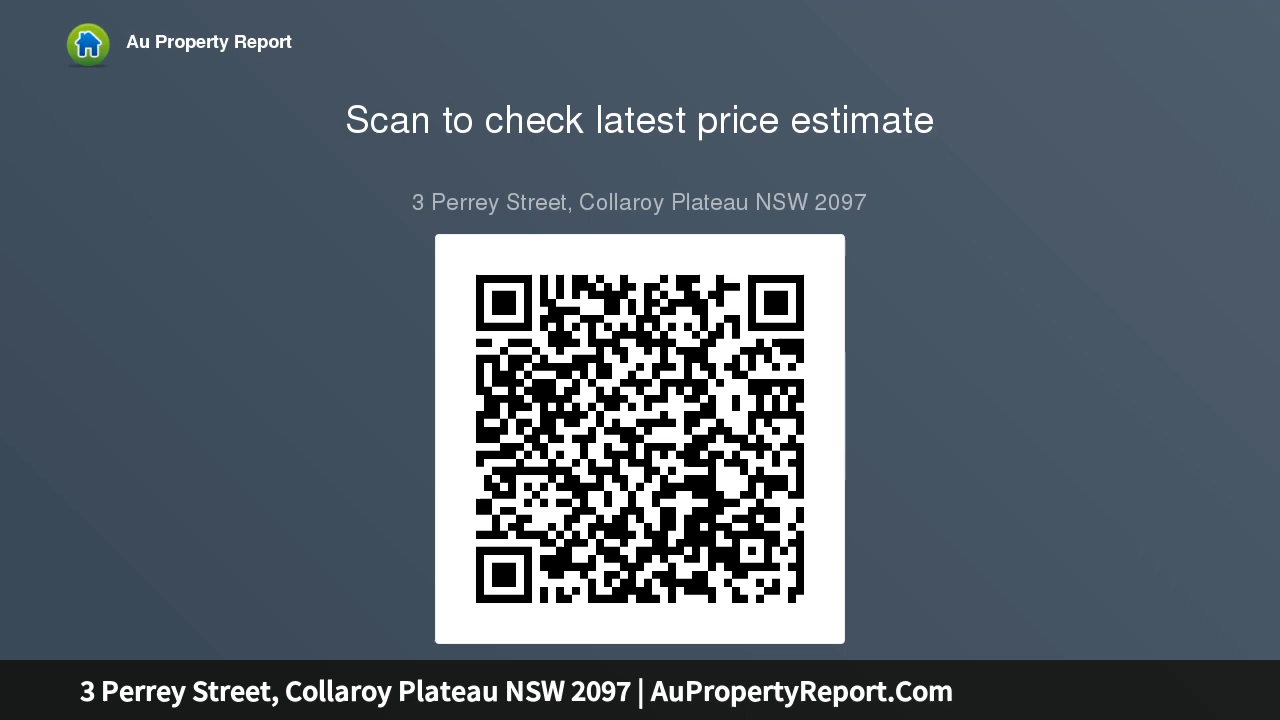 Au Property Report
Scan to check latest price estimate
3 Perrey Street, Collaroy Plateau NSW 2097
3 Perrey Street, Collaroy Plateau NSW 2097 | AuPropertyReport.Com